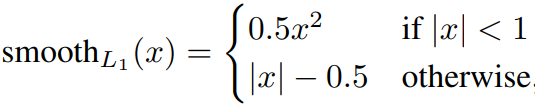 smooth_{L_1}(x) = { 0.5x^2 if |x| < 1
|x| − 0.5 otherwise,